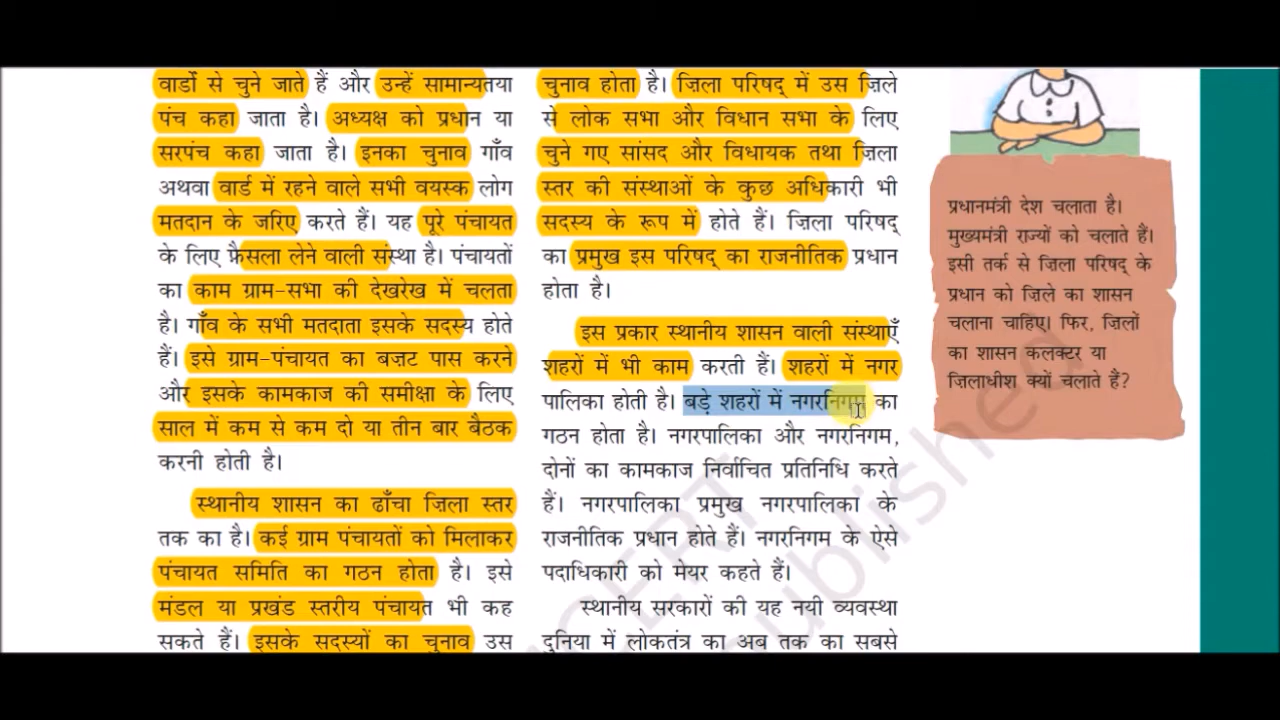 वार्डों से चुने जाते हैं और उन्हें सामान्यतया
पंच कहा जाता है। अध्यक्ष को प्रधान या
सरपंच कहा जाता है। इनका चुनाव गाँव
अथवा वार्ड में रहने वाले सभी वयस्क लोग
मतदान के जरिए करते हैं। यह पूरे पंचायत
के लिए फ़ैसला लेने वाली संस्था है। पंचायतों
का काम ग्राम-सभा की देखरेख में चलता
है। गाँव के सभी मतदाता इसके सदस्य होते
हैं। इसे ग्राम-पंचायत का बज़ट पास करने
और इसके कामकाज की समीक्षा के लिए
साल में कम से कम दो या तीन बार बैठक
करनी होती है।
स्थानीय शासन का ढाँचा ज़िला स्तर
तक का है। कई ग्राम पंचायतों को मिलाकर
पंचायत समिति का गठन होता है। इसे
मंडल या प्रखंड स्तरीय पंचायत भी कह
सकते हैं। इसके सदस्यों का चुनाव उस
चुनाव होता है। ज़िला परिषद् में उस ज़िले
से लोक सभा और विधान सभा के लिए
चुने गए सांसद और विधायक तथा ज़िला
स्तर की संस्थाओं के कुछ अधिकारी भी
सदस्य के रूप में होते हैं। ज़िला परिषद्
का प्रमुख इस परिषद् का राजनीतिक प्रधान
होता है।
इस प्रकार स्थानीय शासन वाली संस्थाएँ
शहरों में भी काम करती हैं। शहरों में नगर
पालिका होती है। बड़े शहरों में नगरनिगम का
गठन होता है। नगरपालिका और नगरनिगम,
दोनों का कामकाज निर्वाचित प्रतिनिधि करते
हैं। नगरपालिका प्रमुख नगरपालिका के
राजनीतिक प्रधान होते हैं। नगरनिगम के ऐसे
पदाधिकारी को मेयर कहते हैं।
स्थानीय सरकारों की यह नयी व्यवस्था
दुनिया में लोकतंत्र का अब तक का सबसे
प्रधानमंत्री देश चलाता है।
मुख्यमंत्री राज्यों को चलाते हैं।
इसी तर्क से ज़िला परिषद् के
प्रधान को ज़िले का शासन
चलाना चाहिए। फिर, ज़िलों
का शासन कलक्टर या
ज़िलाधीश क्यों चलाते हैं?
NCERT
published